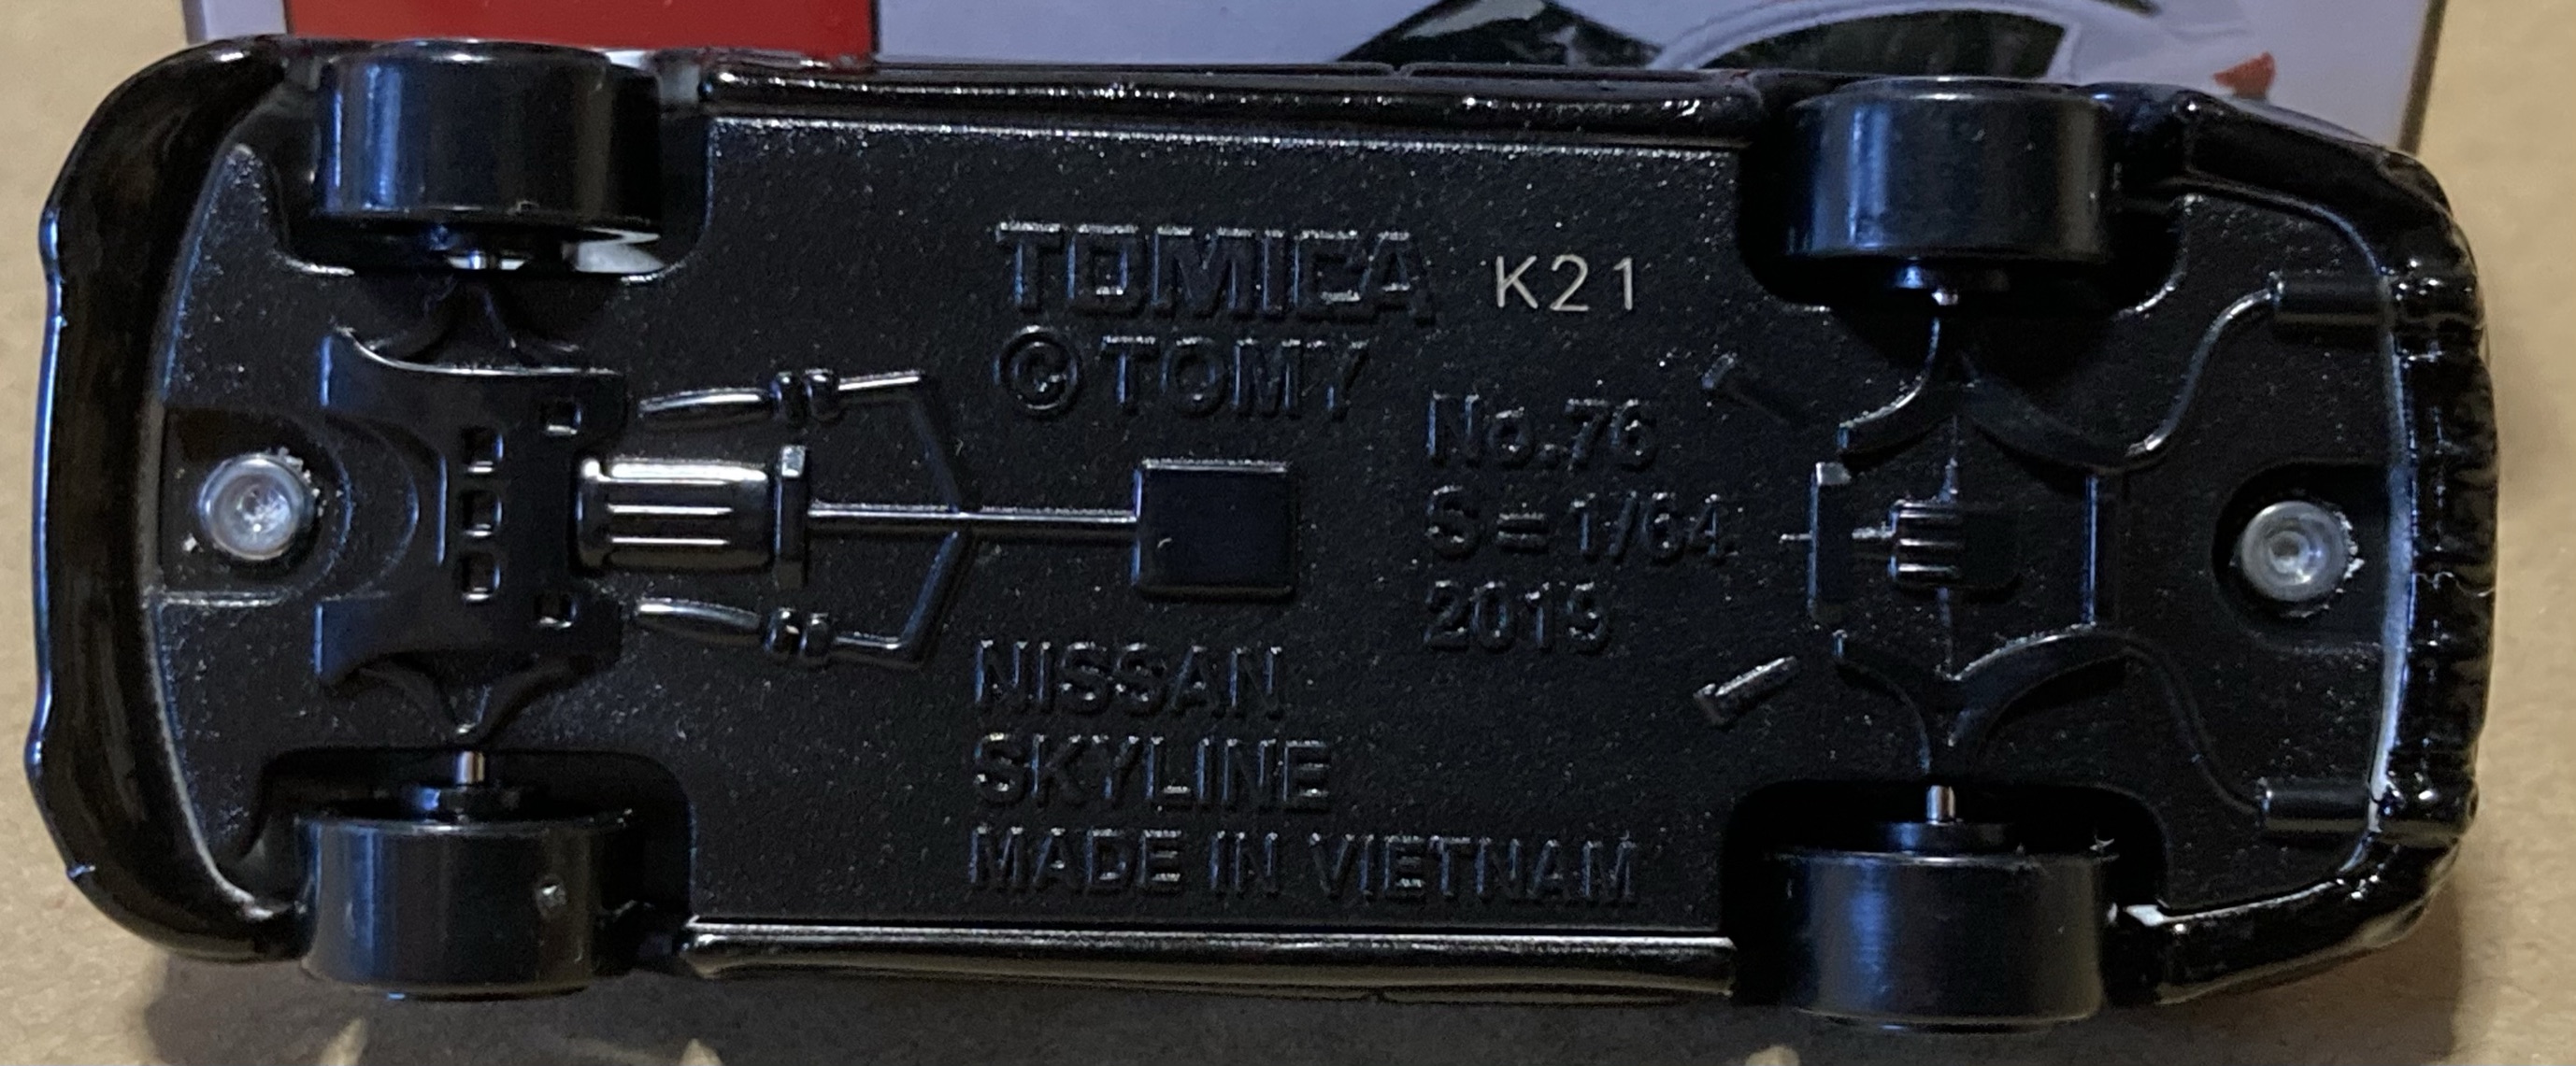 TOMICA K21
© TOMY
No.76
S=1/64
2019
NISSAN
SKYLINE
MADE IN VIETNAM